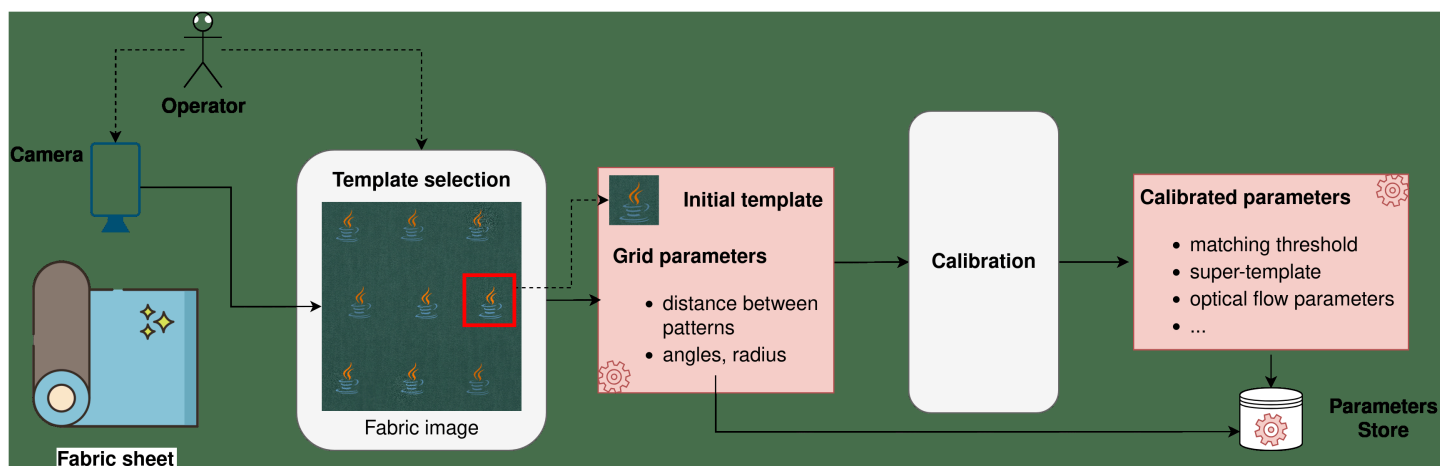 Operator
Camera
Fabric sheet
Template selection
Fabric image
Initial template
Grid parameters
distance between
patterns
angles, radius
Calibration
Calibrated parameters
matching threshold
super-template
optical flow parameters
...
Parameters
Store